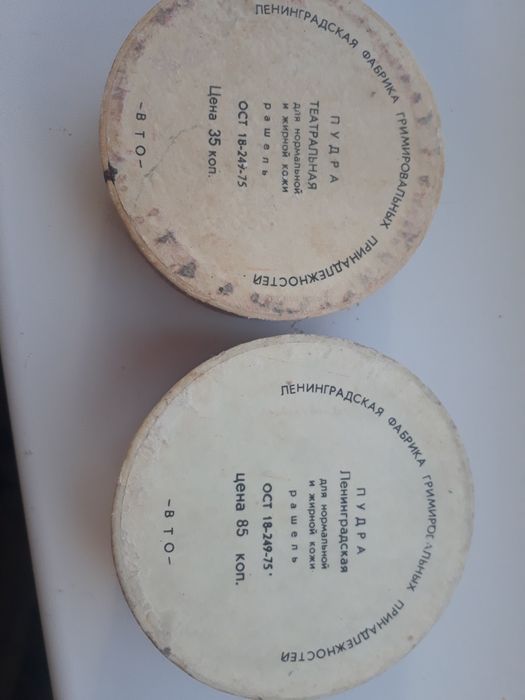 ЛЕНИНГРАДСКАЯ ФАБРИКА ГРИМИРОВАЛЬНЫХ ПРИНАДЛЕЖНОСТЕЙ
ПУДРА
ТЕАТРАЛЬНАЯ
для нормальной
и жирной кожи
рашель
ОСТ 18-249-75
Цена 35 коп.
-ВТО-
ЛЕНИНГРАДСКАЯ ФАБРИКА ГРИМИРОВАЛЬНЫХ ПРИНАДЛЕЖНОСТЕЙ
ПУДРА
Ленинградская
для нормальной
и жирной кожи
рашель
ОСТ 18-249-75
цена 85 коп.
-ВТО-